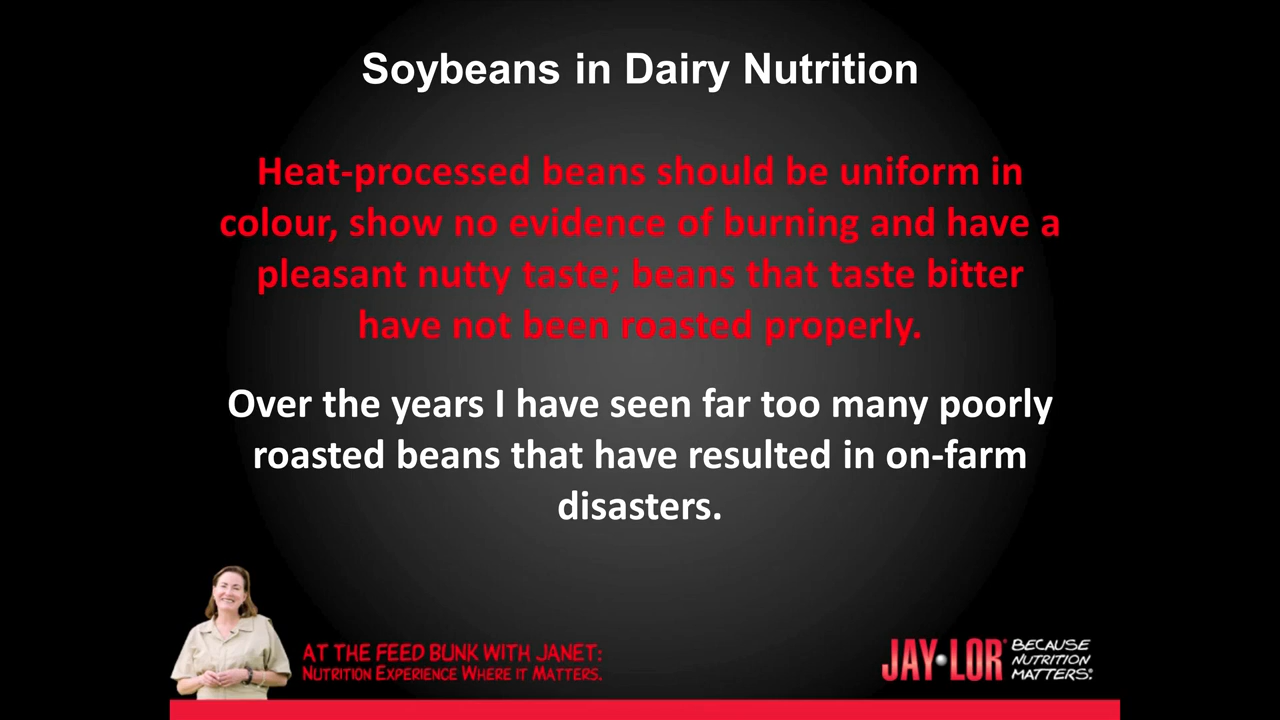 Soybeans in Dairy Nutrition
Heat-processed beans should be uniform in
colour, show no evidence of burning and have a
pleasant nutty taste; beans that taste bitter
have not been roasted properly.
Over the years I have seen far too many poorly
roasted beans that have resulted in on-farm
disasters.
AT THE FEED BUNK WITH JANET:
NUTRITION EXPERIENCE WHERE IT MATTERS.
JAY•LOR®
BECAUSE
NUTRITION
MATTERS.®